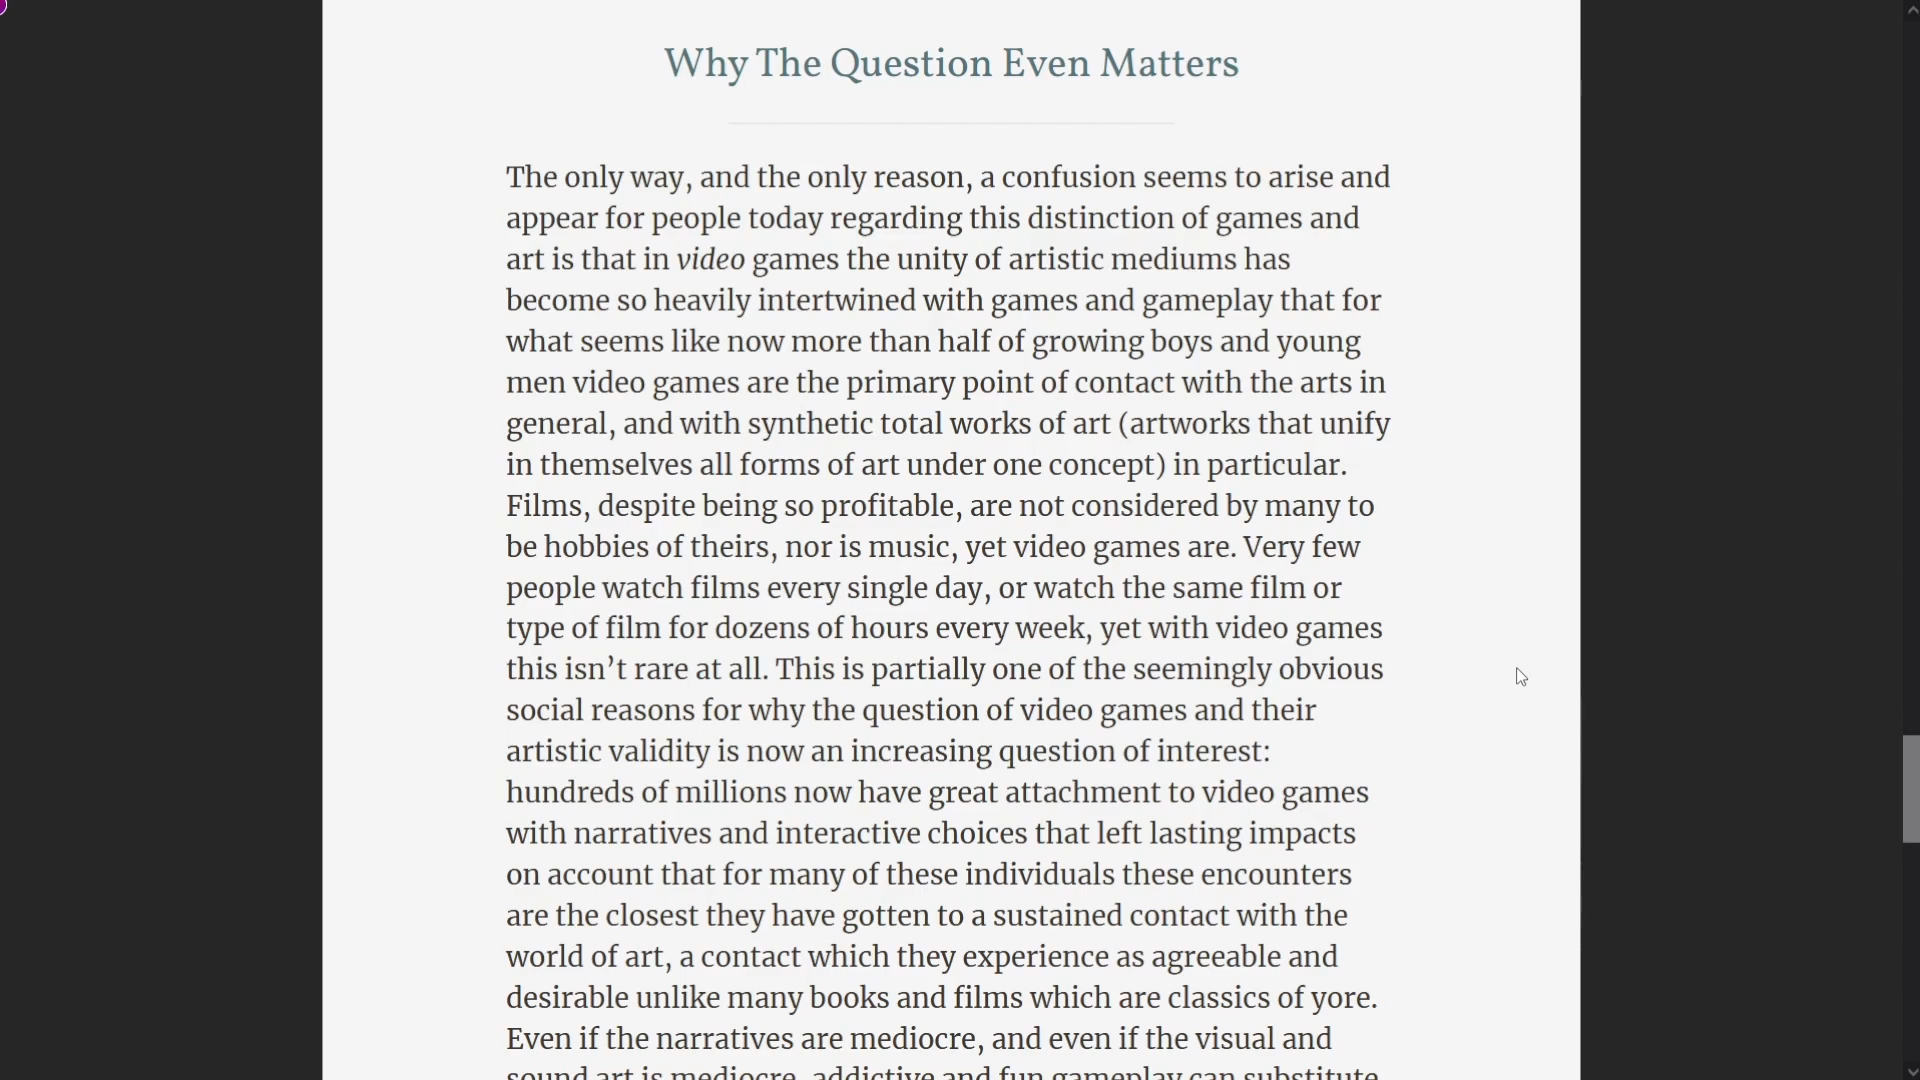 Why The Question Even Matters
The only way, and the only reason, a confusion seems to arise and
appear for people today regarding this distinction of games and
art is that in video games the unity of artistic mediums has
become so heavily intertwined with games and gameplay that for
what seems like now more than half of growing boys and young
men video games are the primary point of contact with the arts in
general, and with synthetic total works of art (artworks that unify
in themselves all forms of art under one concept) in particular.
Films, despite being so profitable, are not considered by many to
be hobbies of theirs, nor is music, yet video games are. Very few
people watch films every single day, or watch the same film or
type of film for dozens of hours every week, yet with video games
this isn’t rare at all. This is partially one of the seemingly obvious
social reasons for why the question of video games and their
artistic validity is now an increasing question of interest:
hundreds of millions now have great attachment to video games
with narratives and interactive choices that left lasting impacts
on account that for many of these individuals these encounters
are the closest they have gotten to a sustained contact with the
world of art, a contact which they experience as agreeable and
desirable unlike many books and films which are classics of yore.
Even if the narratives are mediocre, and even if the visual and
sound art is mediocre, addictive and fun gameplay can substitute